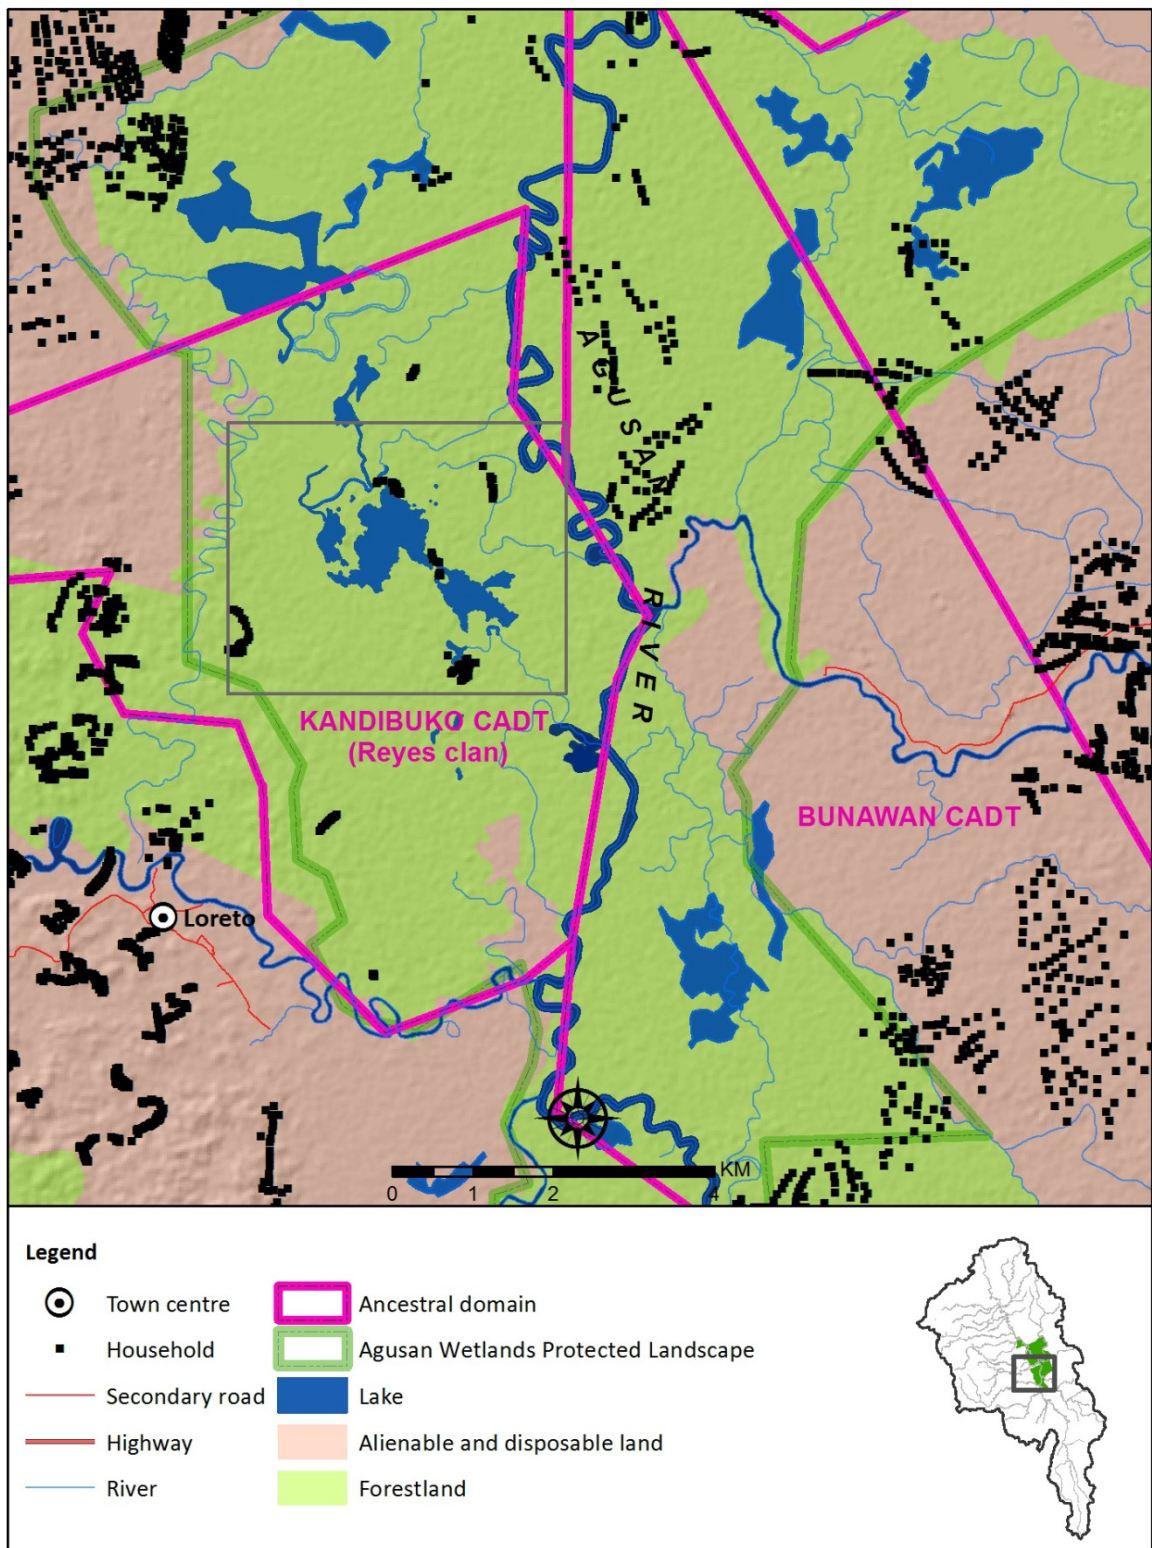 AGUSAN
RIVER
KANDIBUKO CADT
(Reyes clan)
BUNAWAN CADT
Loreto
KM
0 1 2 4
Legend
Town centre
Household
Secondary road
Highway
River
Ancestral domain
Agusan Wetlands Protected Landscape
Lake
Alienable and disposable land
Forestland